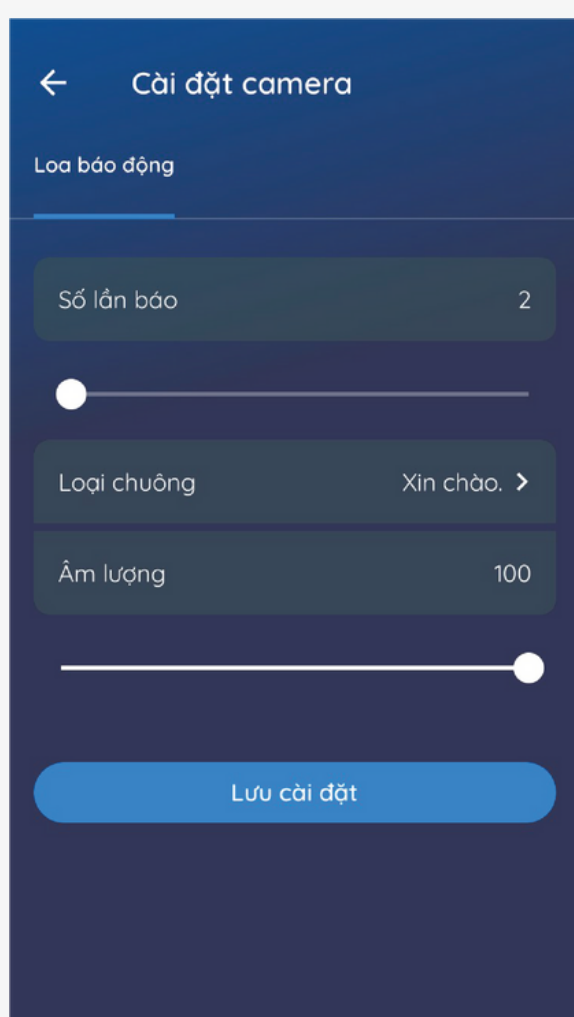 Cài đặt camera
Loa báo động
Số lần báo 2
Loại chuông Xin chào.
Âm lượng 100
Lưu cài đặt